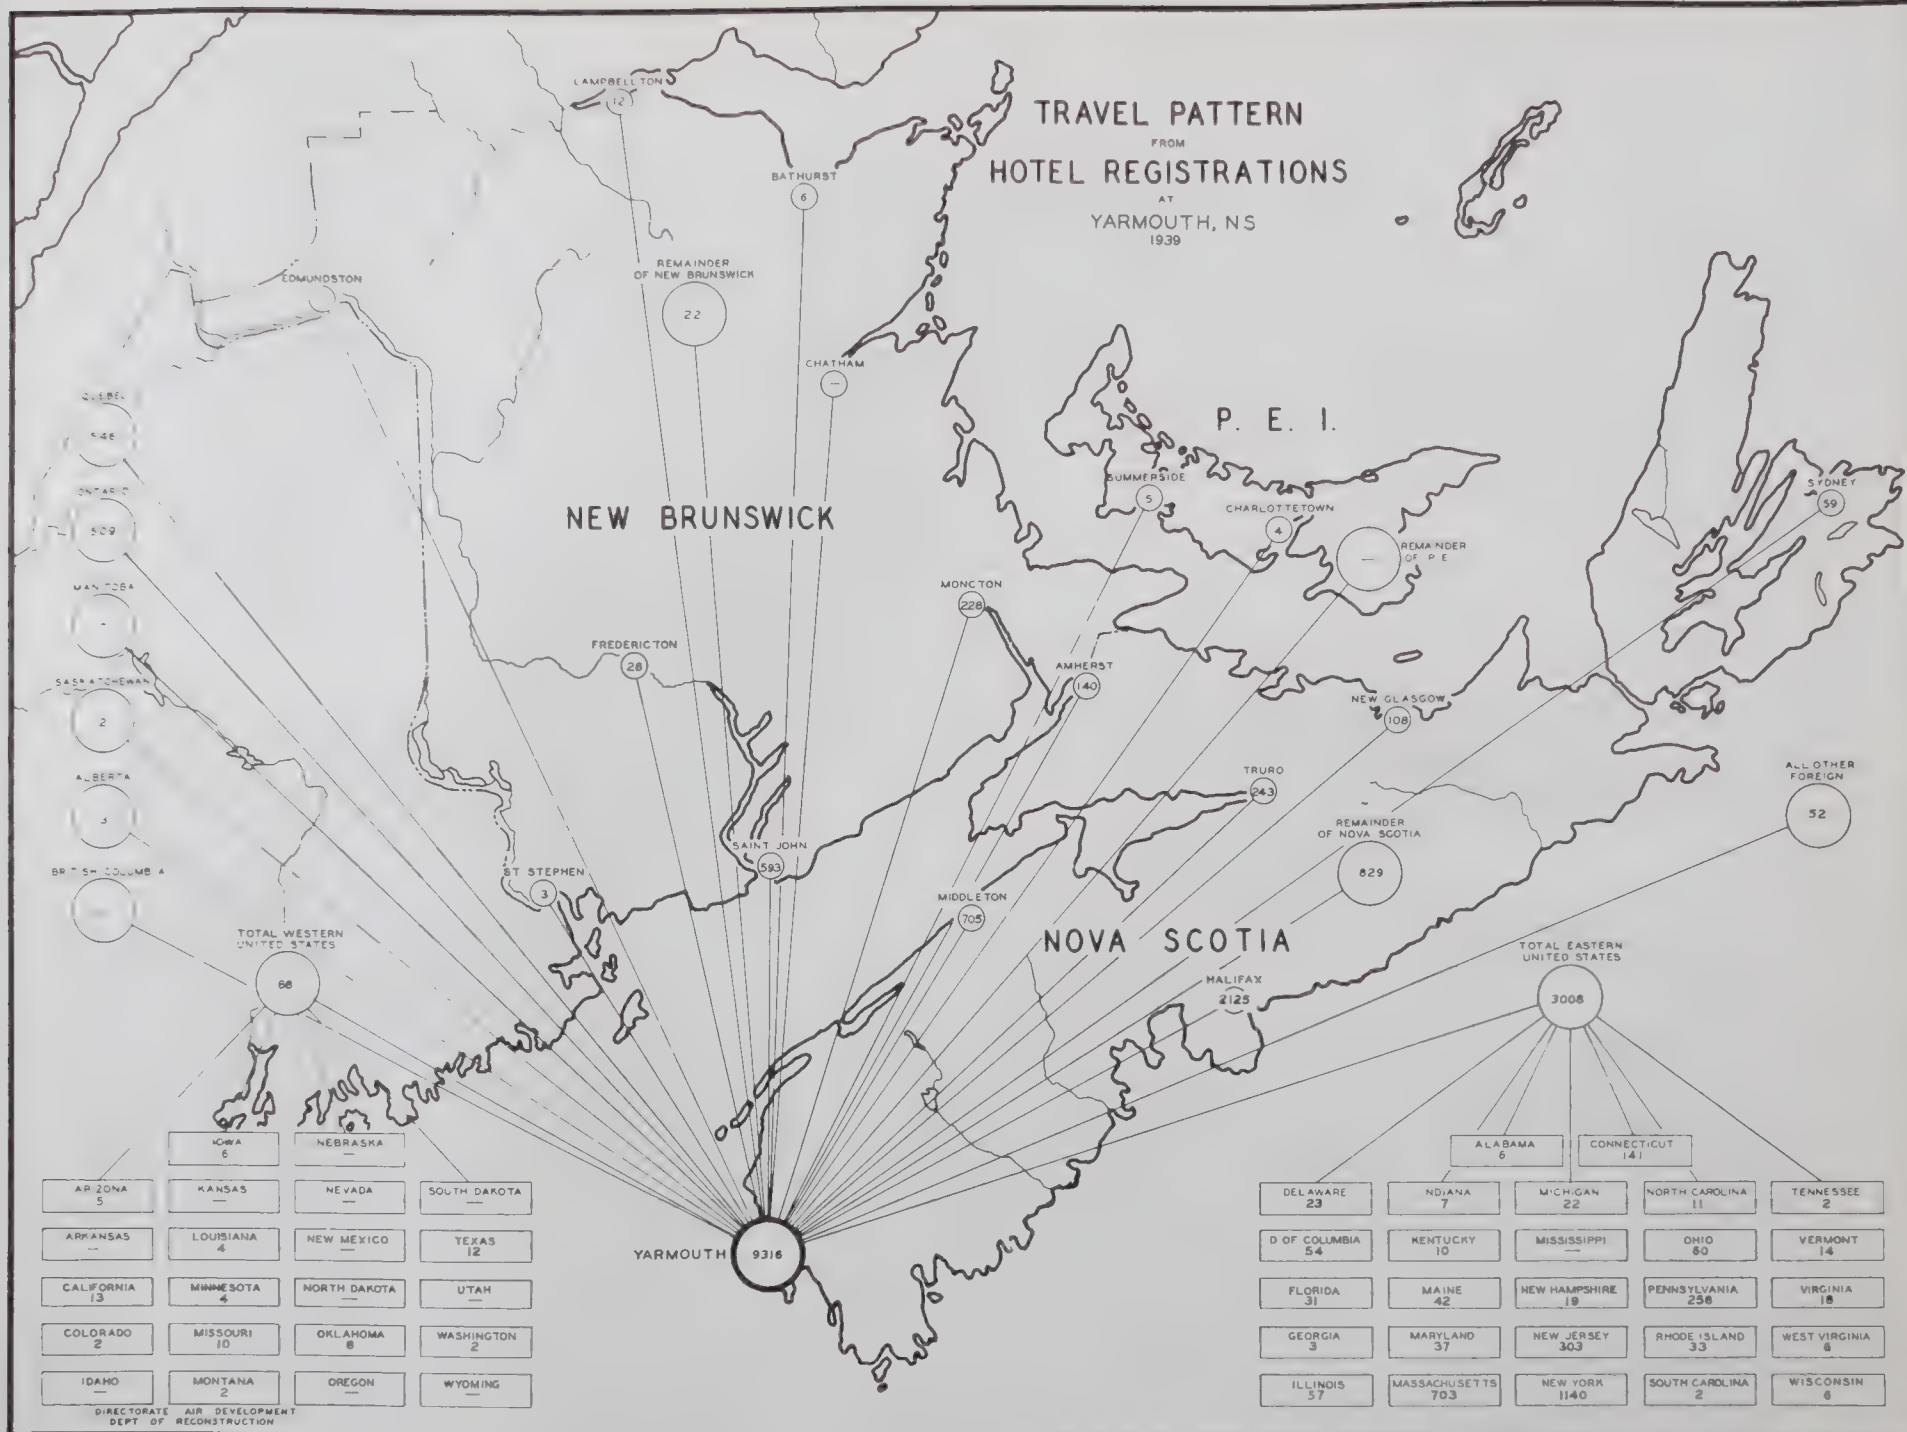 TRAVEL PATTERN
FROM
HOTEL REGISTRATIONS
AT
YARMOUTH, NS
1939
12
BATHURST
6
REMAINDER
OF NEW BRUNSWICK
22
EDMUNDSTON
CHATHAM
—
NEW BRUNSWICK
P. E. I.
SUMMERSIDE
5
CHARLOTTETOWN
4
REMAINDER
—
SYDNEY
59
MONCTON
228
FREDERICTON
AMHERST
140
NEW GLASGOW
108
TRURO
243
REMAINDER
OF NOVA SCOTIA
829
ALL OTHER
FOREIGN
52
SAINT JOHN
593
ST STEPHEN
3
MIDDLETON
705
NOVA SCOTIA
HALIFAX
2125
QUEBEC
ONTARIO
509
MANITOBA
-
SASKATCHEWAN
2
ALBERTA
3
BRITISH COLUMBIA
—
TOTAL WESTERN
UNITED STATES
TOTAL EASTERN
UNITED STATES
3008
YARMOUTH
9316
IOWA
6
NEBRASKA
—
ARIZONA
5
KANSAS
—
NEVADA
—
SOUTH DAKOTA
—
ARKANSAS
—
LOUISIANA
4
NEW MEXICO
—
TEXAS
12
CALIFORNIA
13
MINNESOTA
4
NORTH DAKOTA
—
UTAH
—
COLORADO
2
MISSOURI
10
OKLAHOMA
WASHINGTON
2
IDAHO
—
MONTANA
2
OREGON
—
WYOMING
—
DIRECTORATE AIR DEVELOPMENT
DEPT OF RECONSTRUCTION
ALABAMA
6
CONNECTICUT
141
DELAWARE
23
INDIANA
7
MICHIGAN
22
NORTH CAROLINA
11
TENNESSEE
2
D OF COLUMBIA
54
KENTUCKY
10
MISSISSIPPI
—
OHIO
VERMONT
14
FLORIDA
31
MAINE
42
NEW HAMPSHIRE
19
PENNSYLVANIA
VIRGINIA
GEORGIA
3
MARYLAND
37
NEW JERSEY
303
RHODE ISLAND
33
WEST VIRGINIA
ILLINOIS
57
MASSACHUSETTS
703
NEW YORK
1140
SOUTH CAROLINA
2
WISCONSIN
6